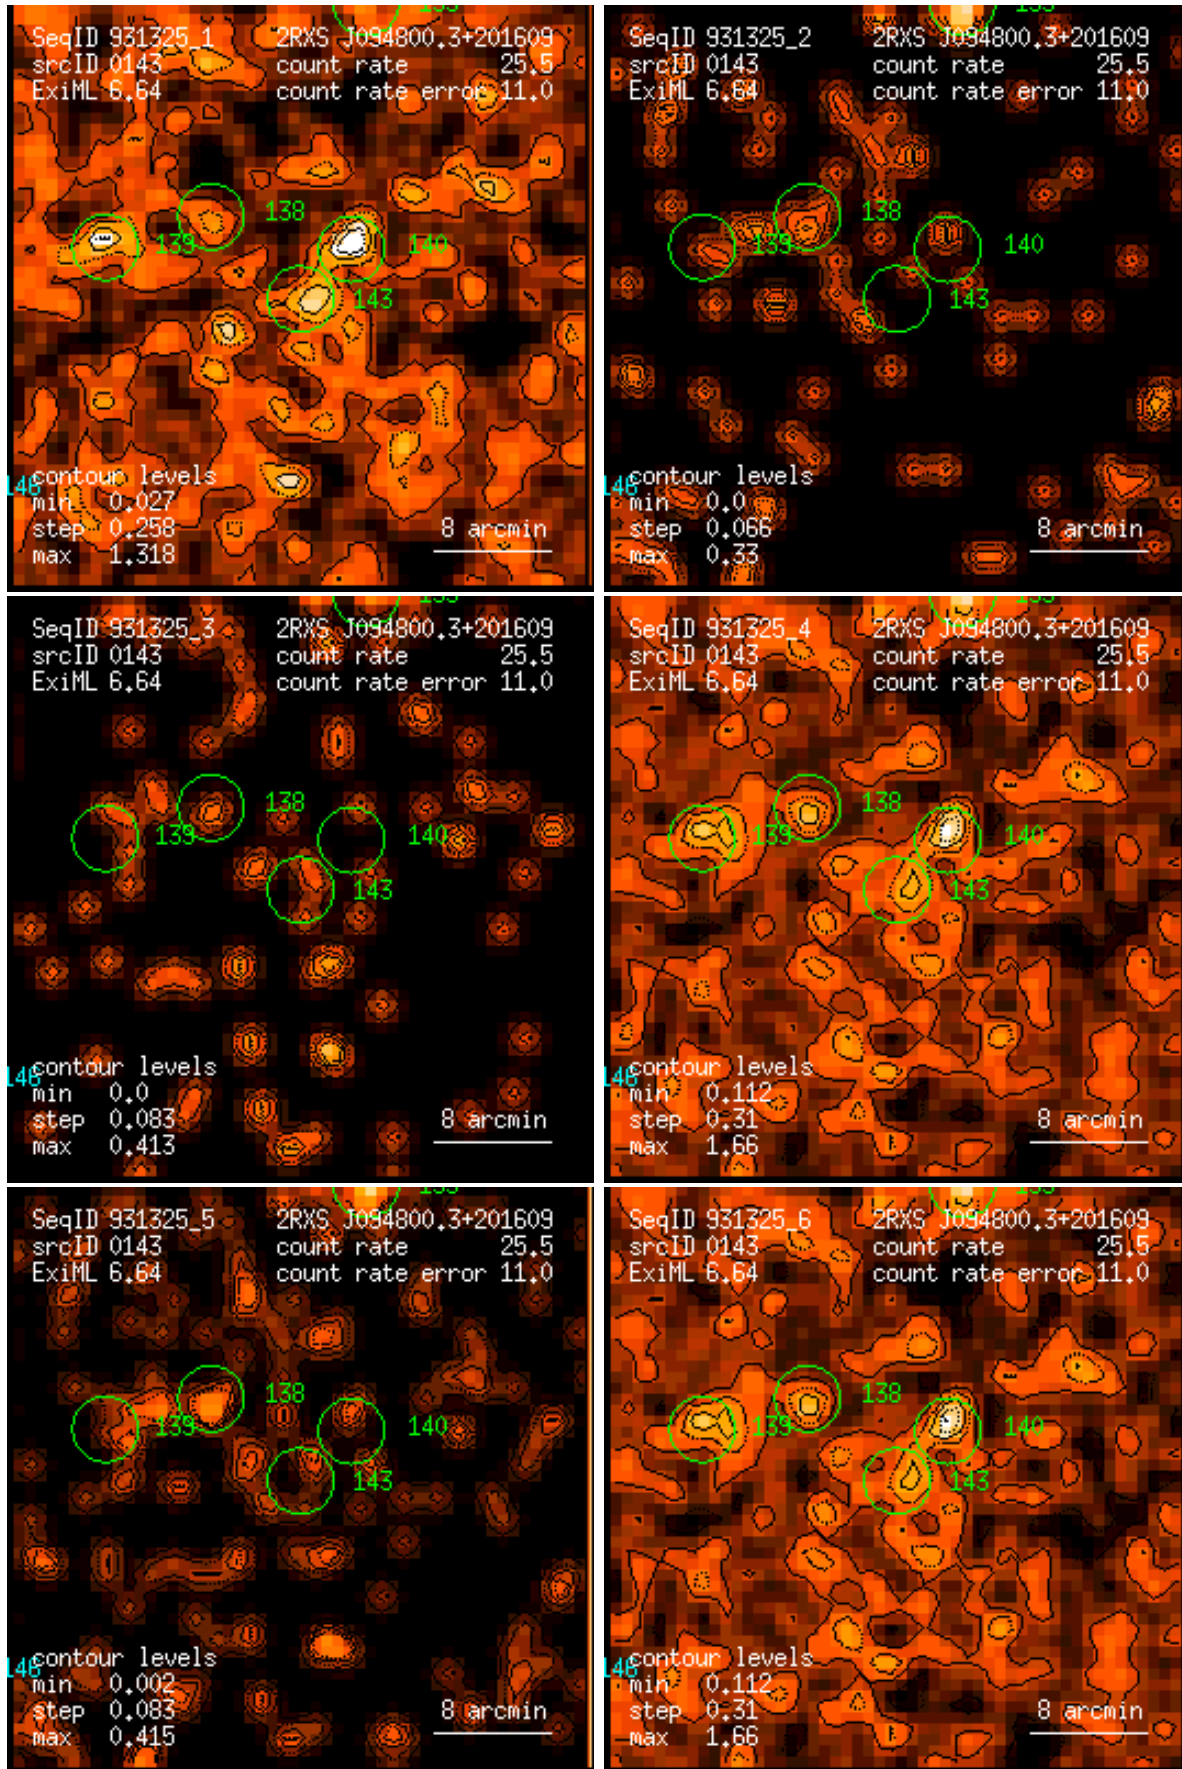 SeqID 931325_1 2RXS J094800.3+201609
srcID 0143 count rate 25.5
ExiML 6.64 count rate error 11.0
138
139 140
143
contour levels
146
min 0.027
step 0.258 8 arcmin
max 1.318
SeqID 931325_2 2RXS J094800.3+201609
srcID 0143 count rate 25.5
ExiML 6.64 count rate error 11.0
138
139 140
143
contour levels
146
min 0.0
step 0.066 8 arcmin
max 0.33
SeqID 931325_3 2RXS J094800.3+201609
srcID 0143 count rate 25.5
ExiML 6.64 count rate error 11.0
138
139 140
143
contour levels
146
min 0.0
step 0.083 8 arcmin
max 0.413
SeqID 931325_4 2RXS J094800.3+201609
srcID 0143 count rate 25.5
ExiML 6.64 count rate error 11.0
138
139 140
143
contour levels
146
min 0.112
step 0.31 8 arcmin
max 1.66
SeqID 931325_5 2RXS J094800.3+201609
srcID 0143 count rate 25.5
ExiML 6.64 count rate error 11.0
138
139 140
143
contour levels
146
min 0.002
step 0.083 8 arcmin
max 0.415
SeqID 931325_6 2RXS J094800.3+201609
srcID 0143 count rate 25.5
ExiML 6.64 count rate error 11.0
138
139 140
143
contour levels
146
min 0.112
step 0.31 8 arcmin
max 1.66